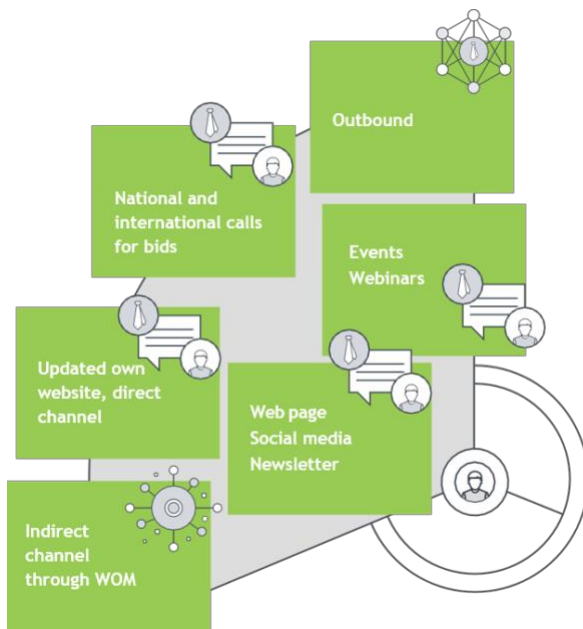 Outbound
National and
international calls
for bids
Events
Webinars
Updated own
website, direct
channel
Web page
Social media
Newsletter
Indirect
channel
through WOM